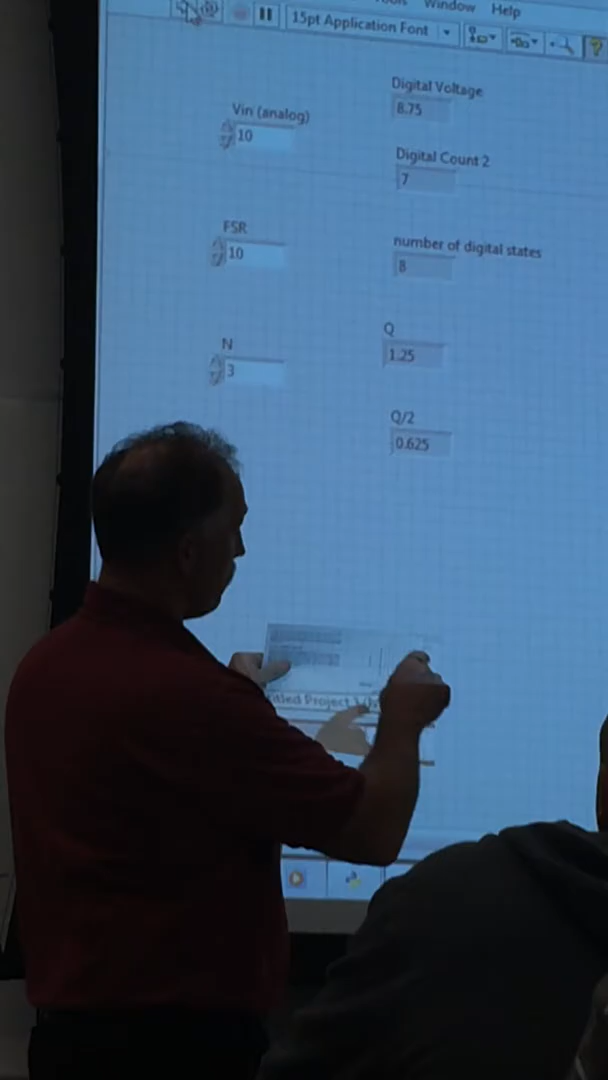 Window Help
15pt Application Font
Digital Voltage
8.75
Vin (analog)
10
Digital Count 2
7
FSR
10
number of digital states
8
Q
1.25
N
3
Q/2
0.625
Project